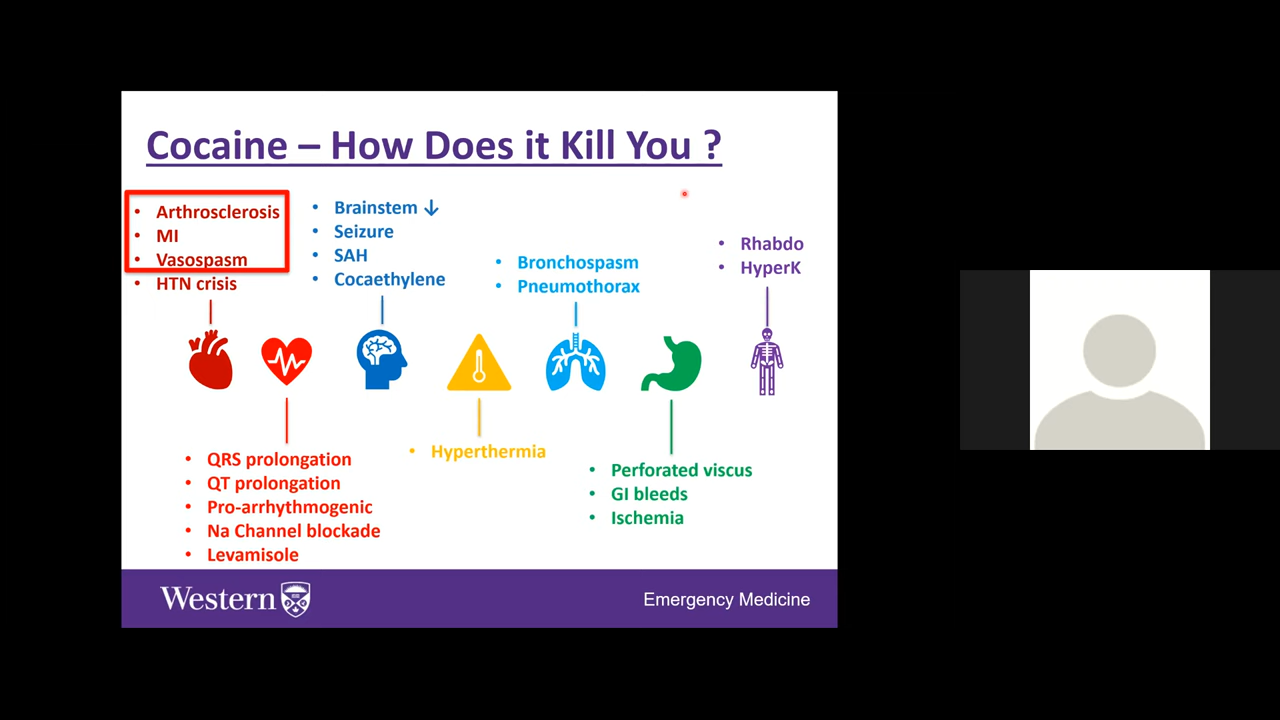 Cocaine – How Does it Kill You ?
• Arthrosclerosis
• MI
• Vasospasm
• HTN crisis
• Brainstem ↓
• Seizure
• SAH
• Cocaethylene
• Bronchospasm
• Pneumothorax
• Rhabdo
• HyperK
• QRS prolongation
• QT prolongation
• Pro-arrhythmogenic
• Na Channel blockade
• Levamisole
• Hyperthermia
• Perforated viscus
• GI bleeds
• Ischemia
Western
Emergency Medicine